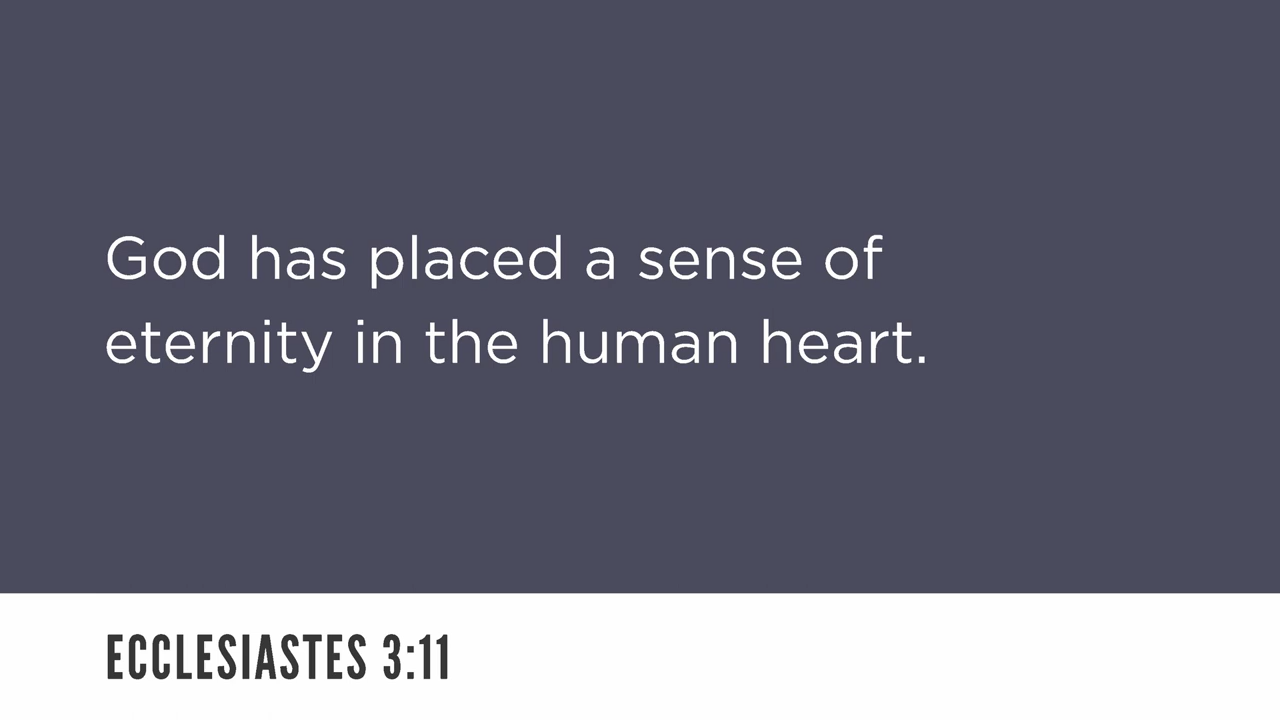 God has placed a sense of
eternity in the human heart.
ECCLESIASTES 3:11